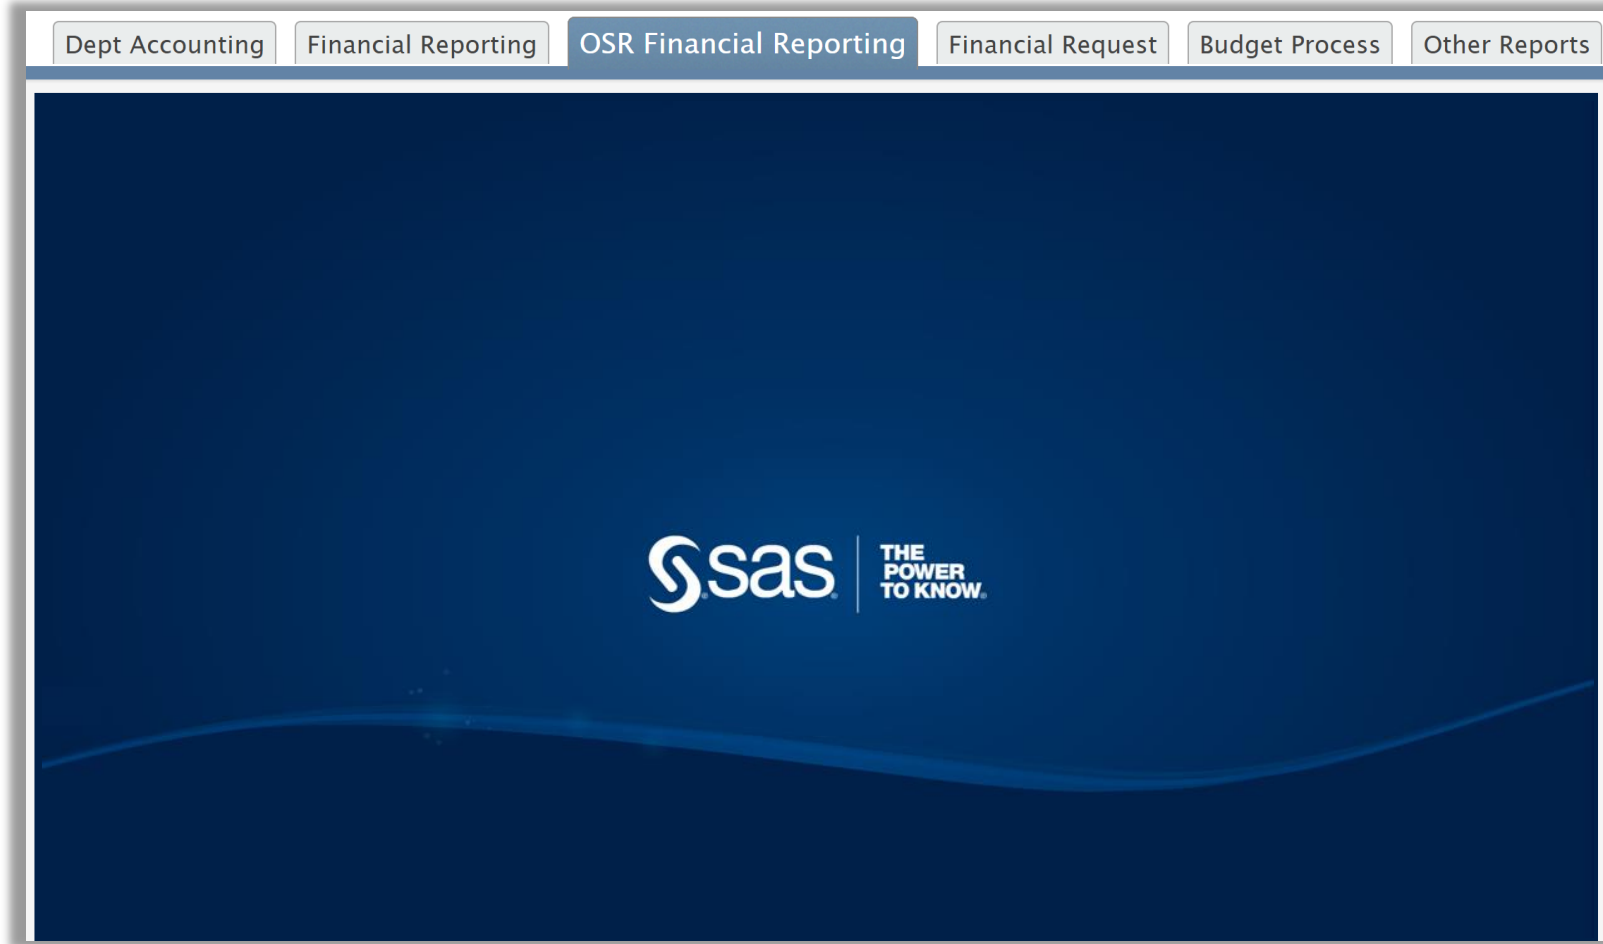 Dept Accounting
Financial Reporting
OSR Financial Reporting
Financial Request
Budget Process
Other Reports
sas
THE
POWER
TO KNOW.